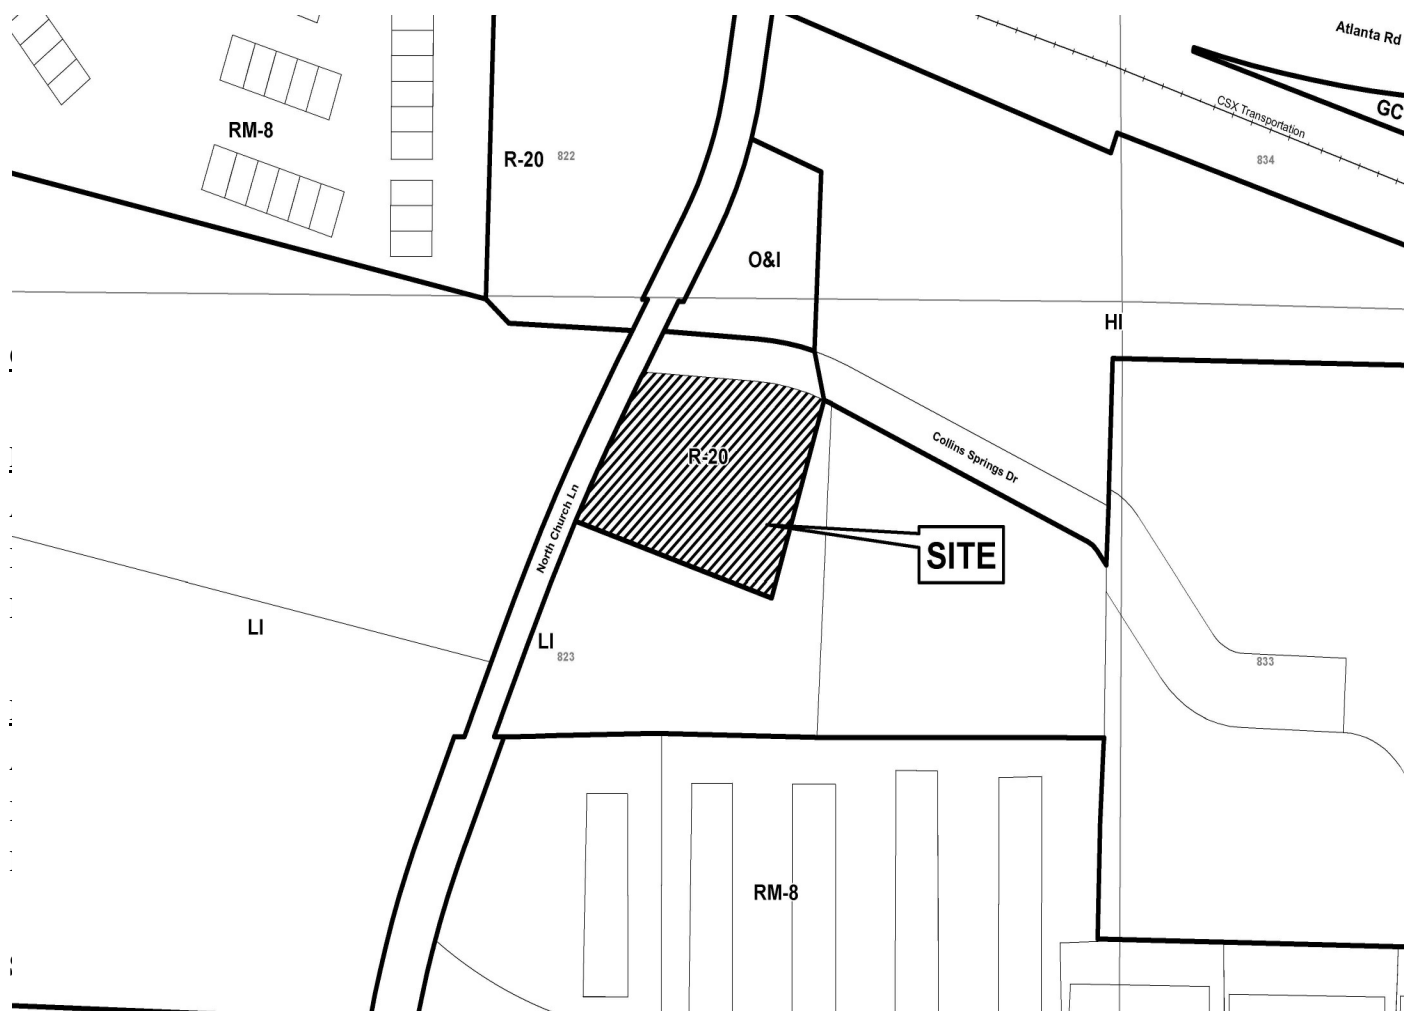 Atlanta Rd
GC
CSX Transportation
834
RM-8
R-20
822
O&I
HI
Collins Springs Dr
R-20
North Church Ln
SITE
LI
LI
823
833
RM-8